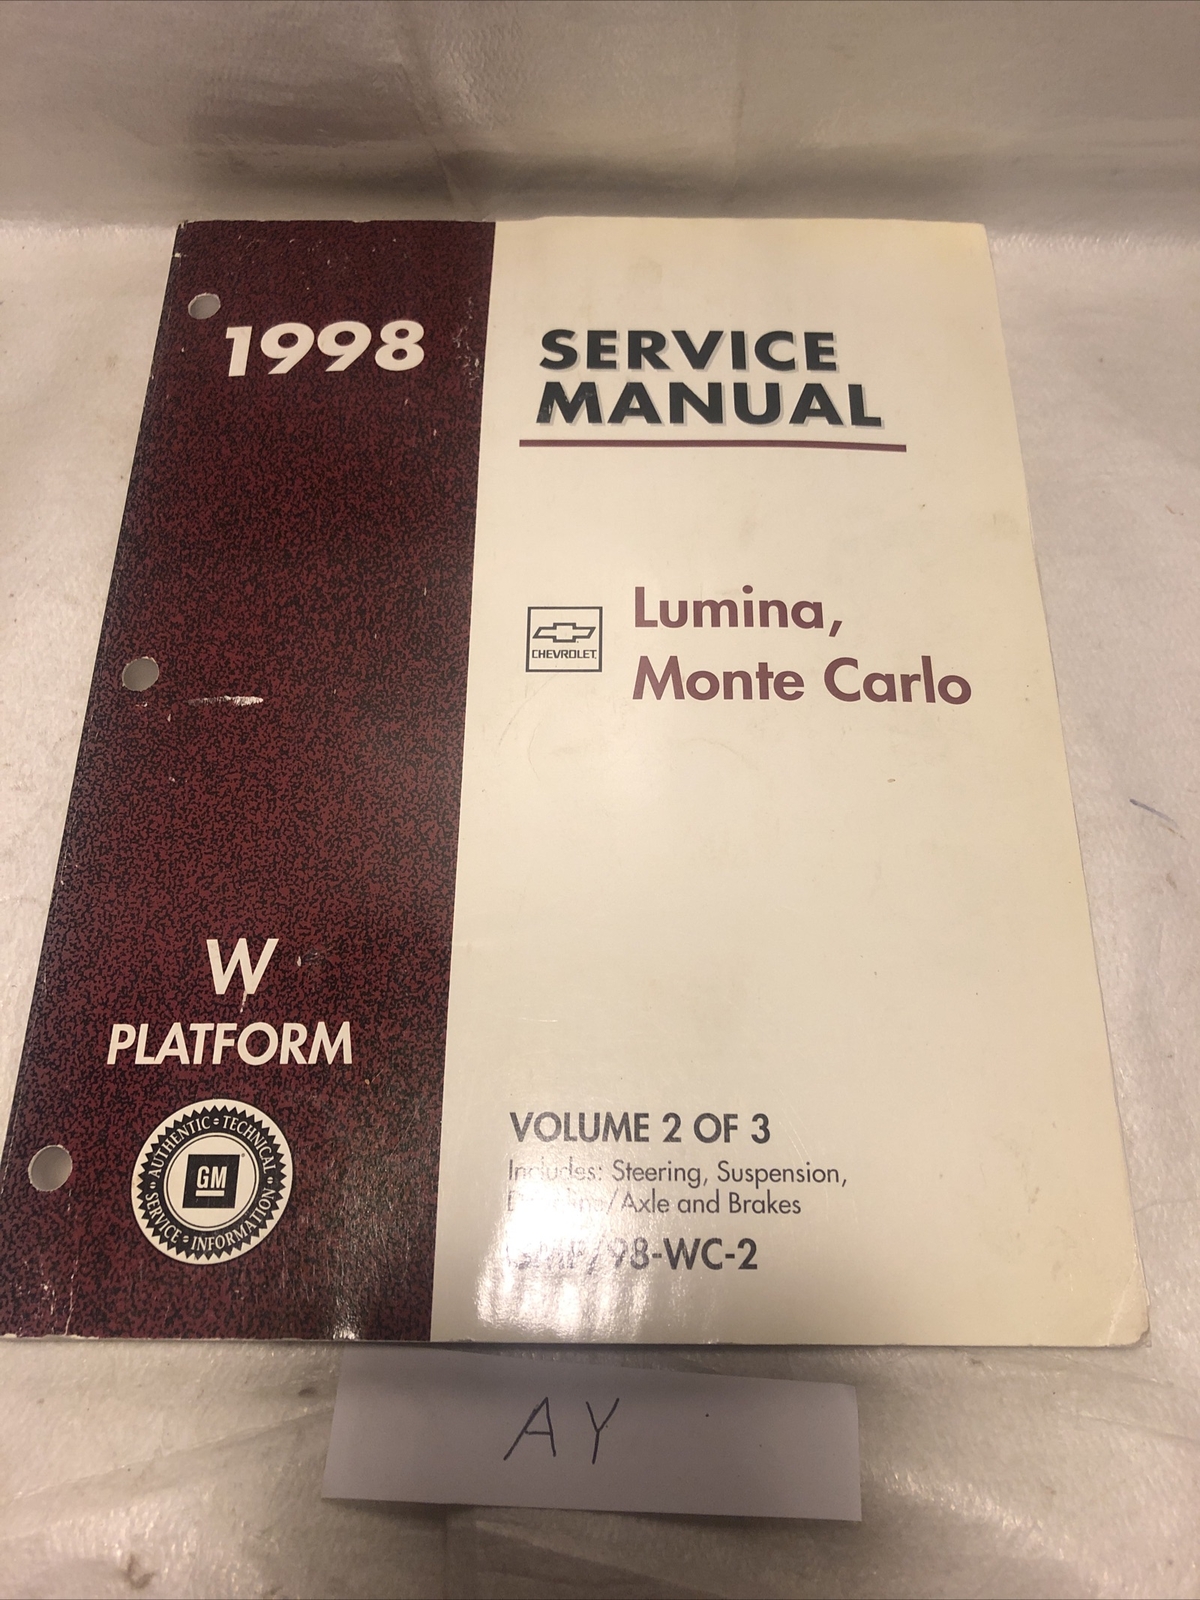 1998
SERVICE
MANUAL
CHEVROLET
Lumina,
Monte Carlo
W
PLATFORM
AUTHENTIC • TECHNICAL
SERVICE • INFORMATION
GM
VOLUME 2 OF 3
Includes: Steering, Suspension,
/Axle and Brakes
98-WC-2
AY